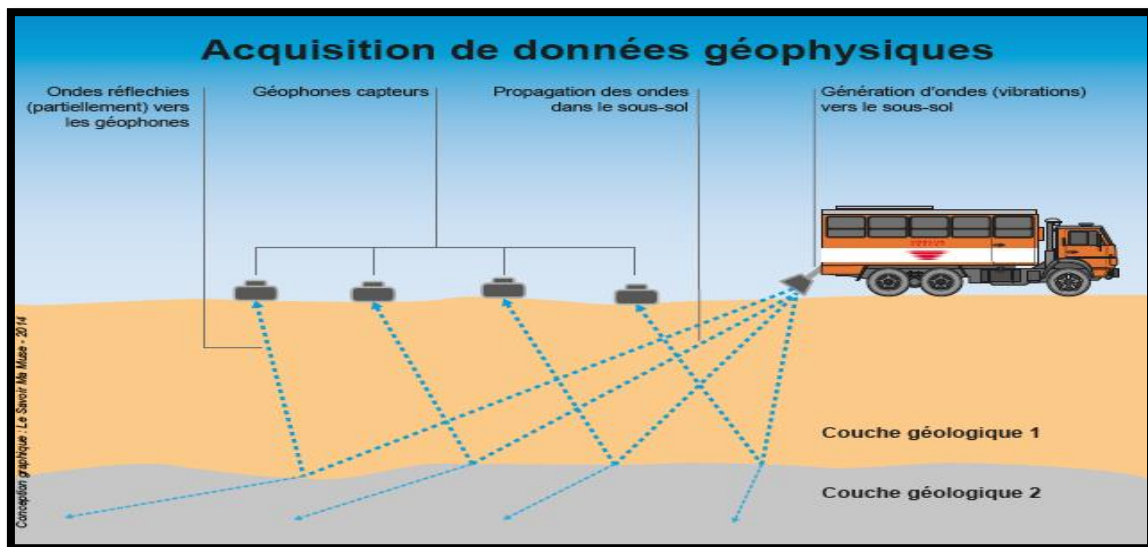 Acquisition de données géophysiques
Ondes réflechies
(partiellement) vers
les géophones
Géophones capteurs
Propagation des ondes
dans le sous-sol
Génération d'ondes (vibrations)
vers le sous-sol
Couche géologique 1
Couche géologique 2
Conception graphique : Le Savoir Ma Muse - 2014